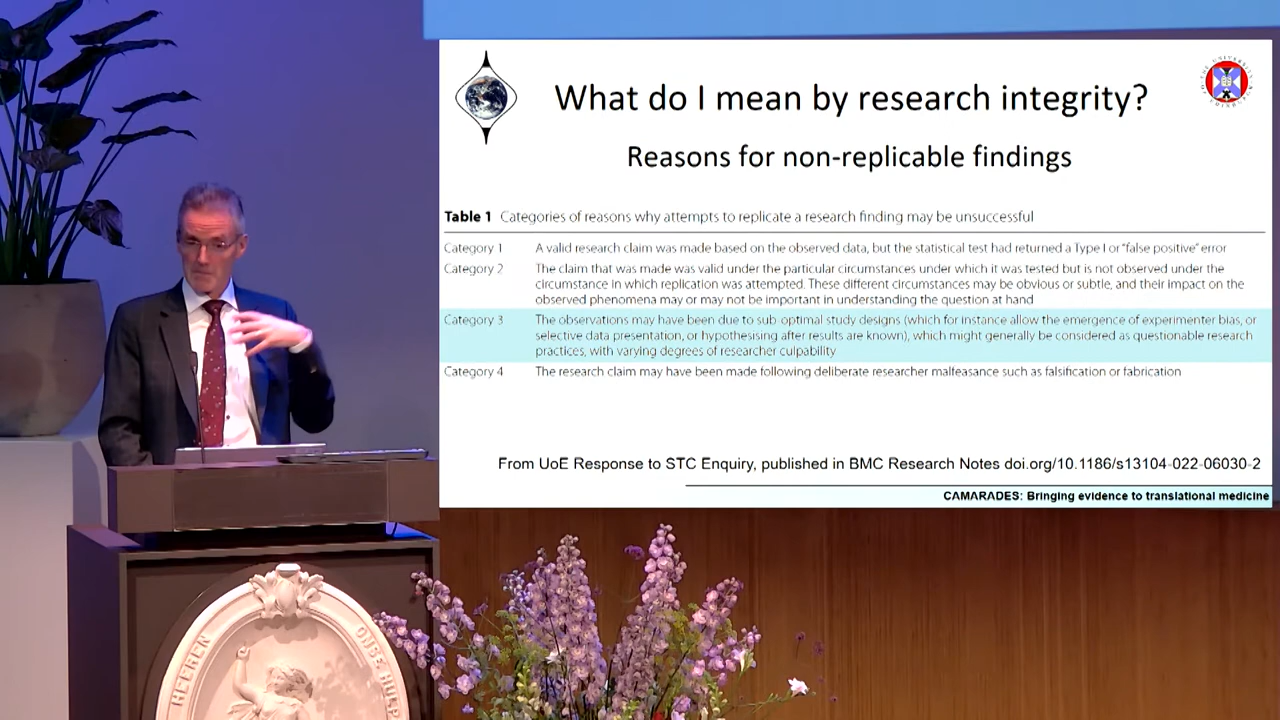 What do I mean by research integrity?
THE UNIVERSITY OF EDINBURGH
Reasons for non-replicable findings
Table 1 Categories of reasons why attempts to replicate a research finding may be unsuccessful
Category 1 A valid research claim was made based on the observed data, but the statistical test had returned a Type I or “false positive” error
Category 2 The claim that was made was valid under the particular circumstances under which it was tested but is not observed under the
circumstance in which replication was attempted. These different circumstances may be obvious or subtle, and their impact on the
observed phenomena may or may not be important in understanding the question at hand
Category 3 The observations may have been due to sub-optimal study designs (which for instance allow the emergence of experimenter bias, or
selective data presentation, or hypothesising after results are known), which might generally be considered as questionable research
practices, with varying degrees of researcher culpability
Category 4 The research claim may have been made following deliberate researcher malfeasance such as falsification or fabrication
From UoE Response to STC Enquiry, published in BMC Research Notes doi.org/10.1186/s13104-022-06030-2
CAMARADES: Bringing evidence to translational medicine
HEEREN
ONSE HULP